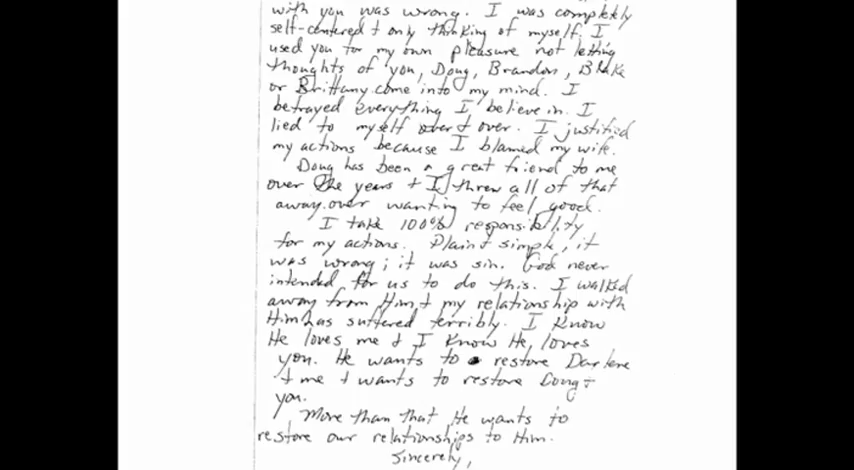 with you was wrong. I was completely
self-centered + only thinking of myself. I
used you for my own pleasure not letting
thoughts of you, Doug, Brandon, Blake
or Brittany come into my mind. I
betrayed everything I believe in. I
lied to myself over + over. I justified
my actions because I blamed my wife.
Doug has been a great friend to me
over the years + I threw all of that
away over wanting to feel good.
I take 100% responsibility
for my actions. Plain + simple, it
was wrong; it was sin. God never
intended for us to do this. I walked
away from Him + my relationship with
Him has suffered terribly. I know
He loves me + I know He loves
you. He wants to restore Darlene
+ me + wants to restore Doug +
you.
More than that He wants to
restore our relationships to Him.
Sincerely,